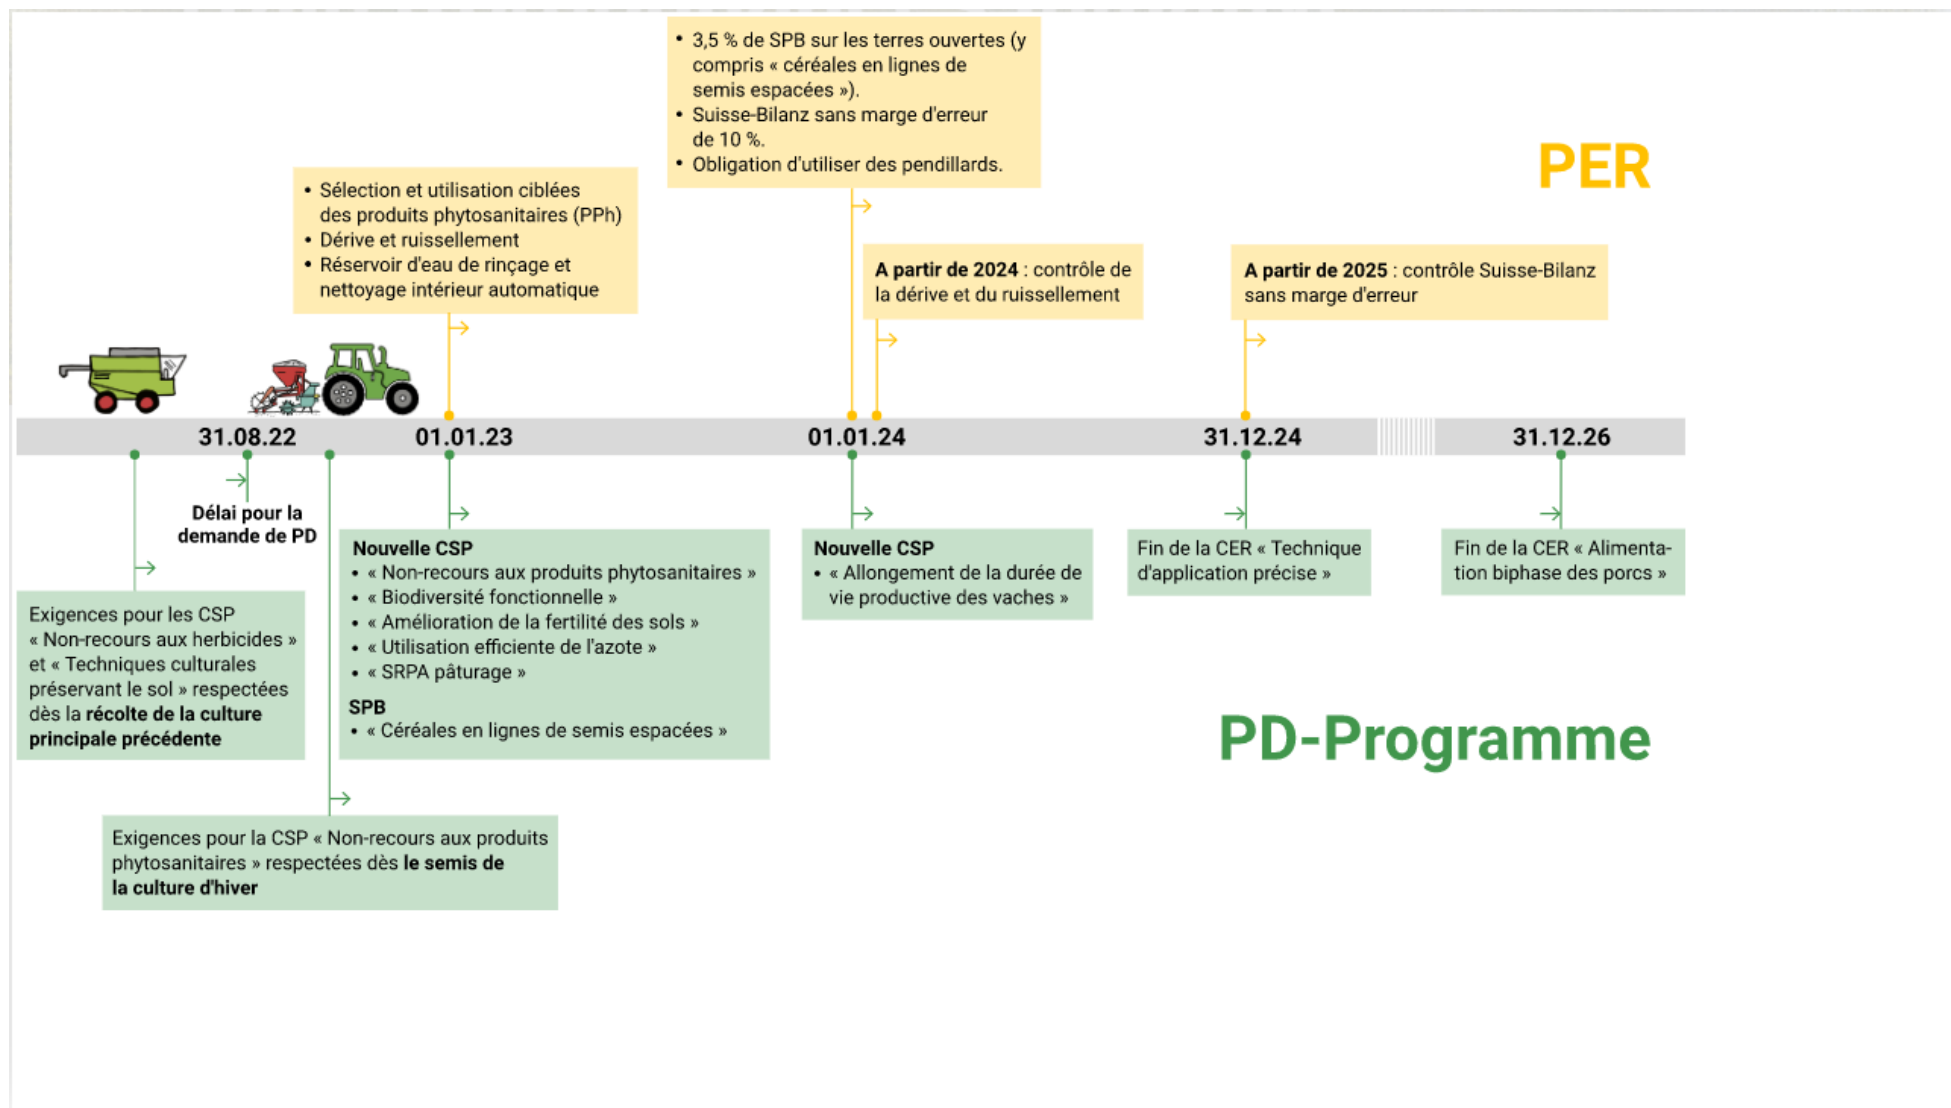 • 3,5 % de SPB sur les terres ouvertes (y
compris « céréales en lignes de
semis espacées »).
• Suisse-Bilanz sans marge d'erreur
de 10 %.
• Obligation d'utiliser des pendillards.
PER
• Sélection et utilisation ciblées
des produits phytosanitaires (PPh)
• Dérive et ruissellement
• Réservoir d'eau de rinçage et
nettoyage intérieur automatique
A partir de 2024 : contrôle de
la dérive et du ruissellement
A partir de 2025 : contrôle Suisse-Bilanz
sans marge d'erreur
31.08.22
01.01.23
01.01.24
31.12.24
31.12.26
Délai pour la
demande de PD
Exigences pour les CSP
« Non-recours aux herbicides »
et « Techniques culturales
préservant le sol » respectées
dès la récolte de la culture
principale précédente
Nouvelle CSP
• « Non-recours aux produits phytosanitaires »
• « Biodiversité fonctionnelle »
• « Amélioration de la fertilité des sols »
• « Utilisation efficiente de l'azote »
• « SRPA pâturage »
SPB
• « Céréales en lignes de semis espacées »
Nouvelle CSP
• « Allongement de la durée de
vie productive des vaches »
Fin de la CER « Technique
d'application précise »
Fin de la CER « Alimenta-
tion biphase des porcs »
PD-Programme
Exigences pour la CSP « Non-recours aux produits
phytosanitaires » respectées dès le semis de
la culture d'hiver